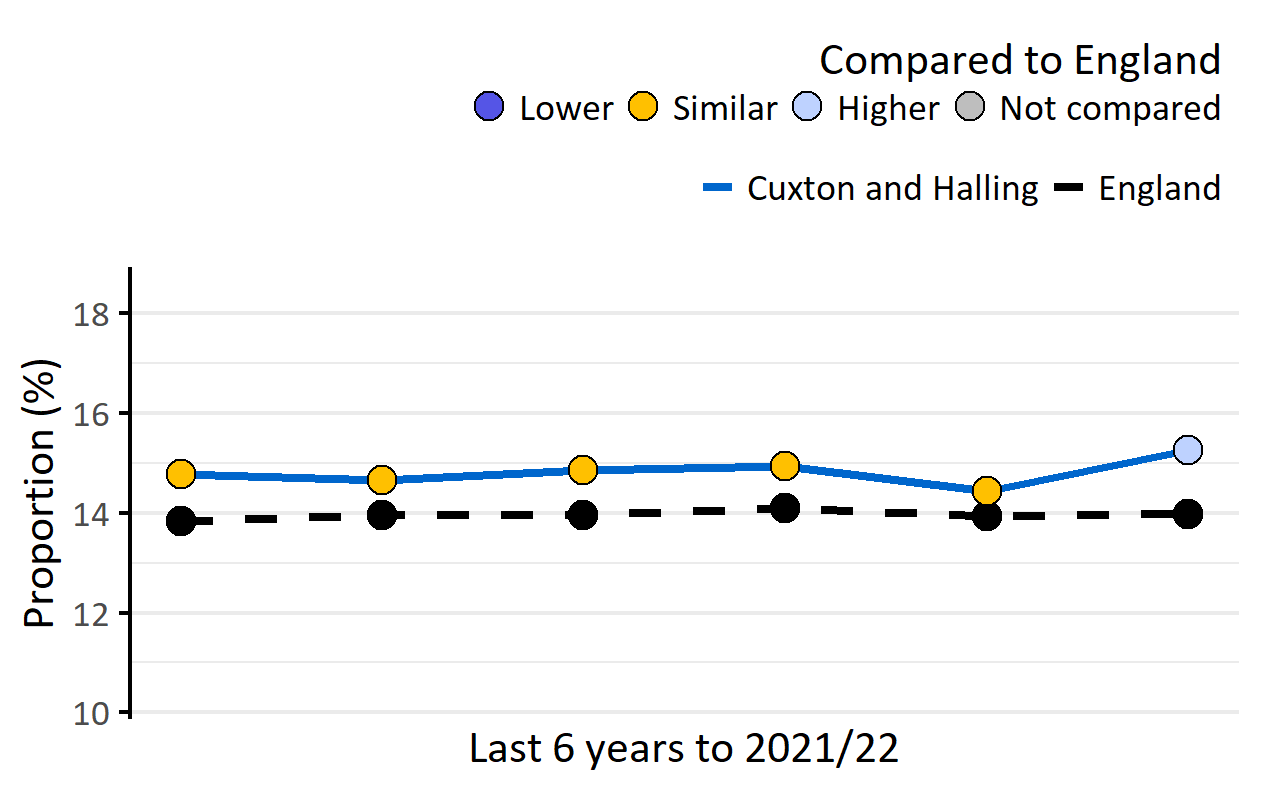 Compared to England
Lower Similar Higher Not compared
Cuxton and Halling England
18
16
14
12
10
Proportion (%)
Last 6 years to 2021/22